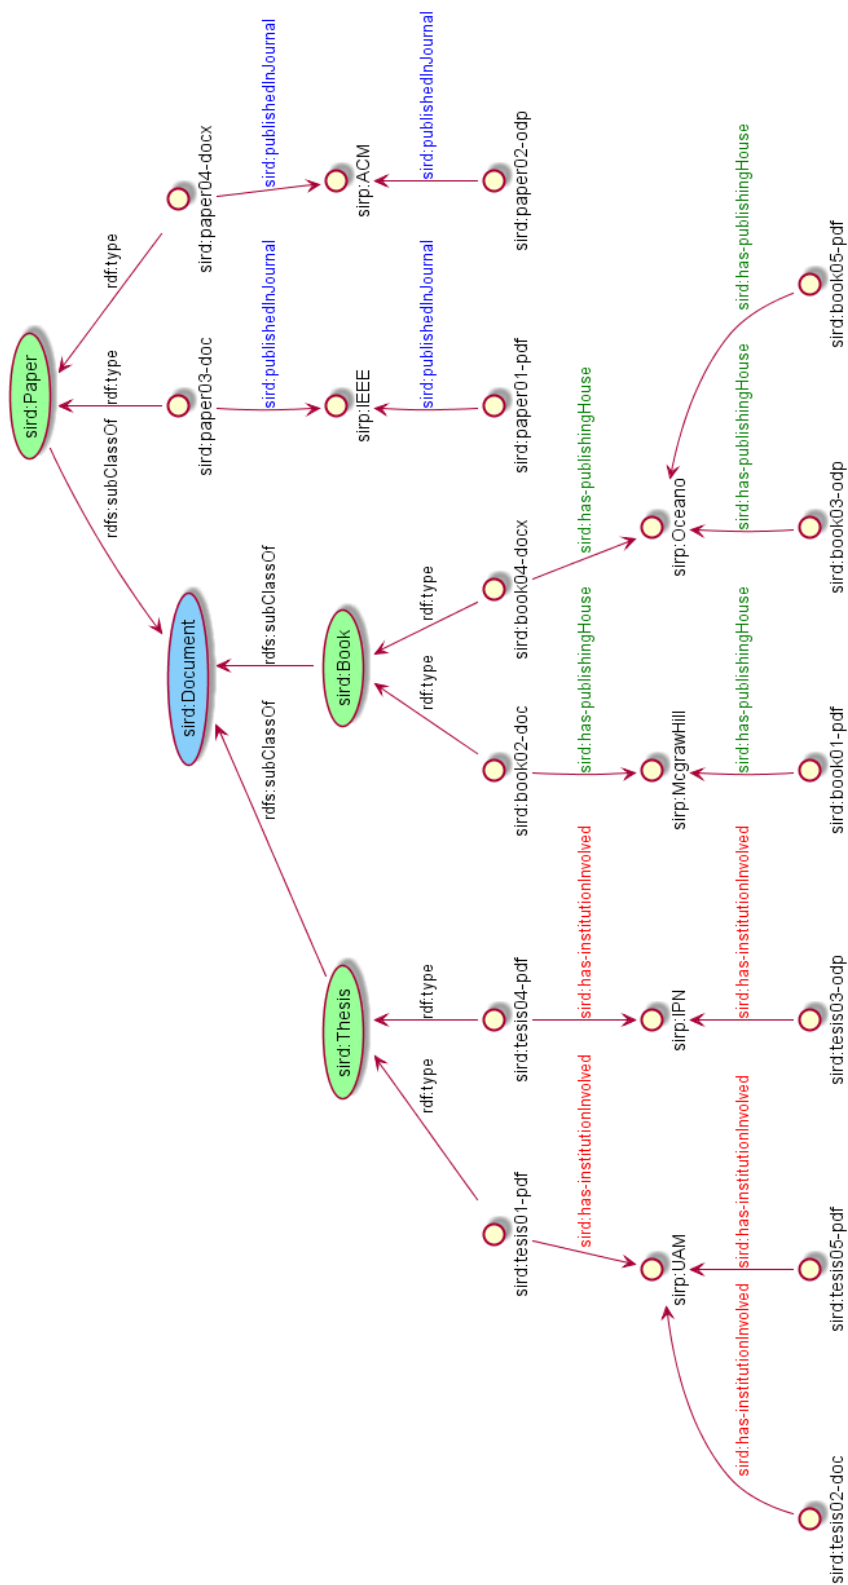 sird:Paper
rdfs:subClassOf
rdf:type
rdf:type
sird:Document
sird:paper03-doc
sird:paper04-docx
rdfs:subClassOf
rdfs:subClassOf
sird:publishedInJournal
sird:publishedInJournal
sird:Thesis
sird:Book
sirp:IEEE
sirp:ACM
rdf:type
rdf:type
rdf:type
rdf:type
sird:publishedInJournal
sird:publishedInJournal
sird:tesis01-pdf
sird:tesis04-pdf
sird:book02-doc
sird:book04-docx
sird:paper01-pdf
sird:paper02-odp
sird:has-institutionInvolved
sird:has-institutionInvolved
sird:has-publishingHouse
sird:has-publishingHouse
sirp:UAM
sirp:IPN
sirp:McgrawHill
sirp:Oceano
sird:has-institutionInvolved
sird:has-institutionInvolved
sird:has-institutionInvolved
sird:has-publishingHouse
sird:has-publishingHouse
sird:has-publishingHouse
sird:tesis02-doc
sird:tesis05-pdf
sird:tesis03-odp
sird:book01-pdf
sird:book03-odp
sird:book05-pdf